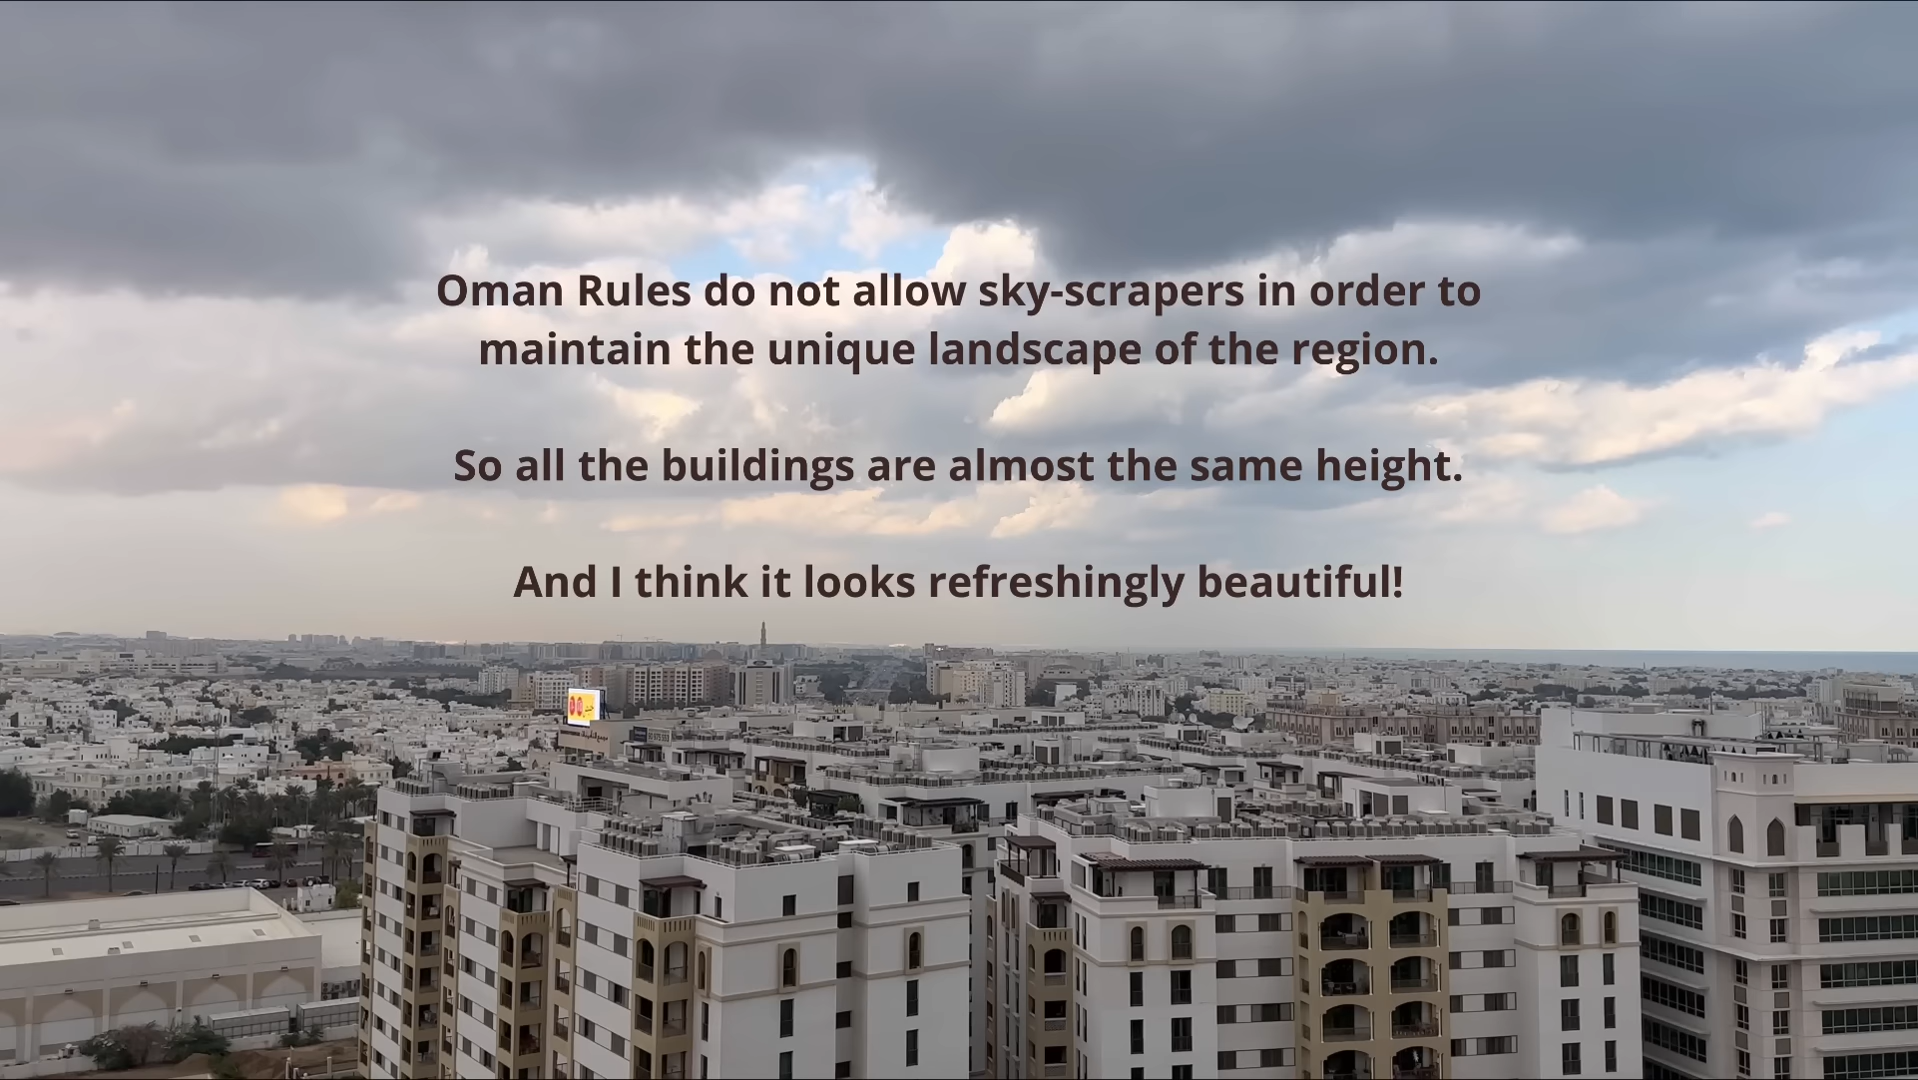 Oman Rules do not allow sky-scrapers in order to
maintain the unique landscape of the region.
So all the buildings are almost the same height.
And I think it looks refreshingly beautiful!